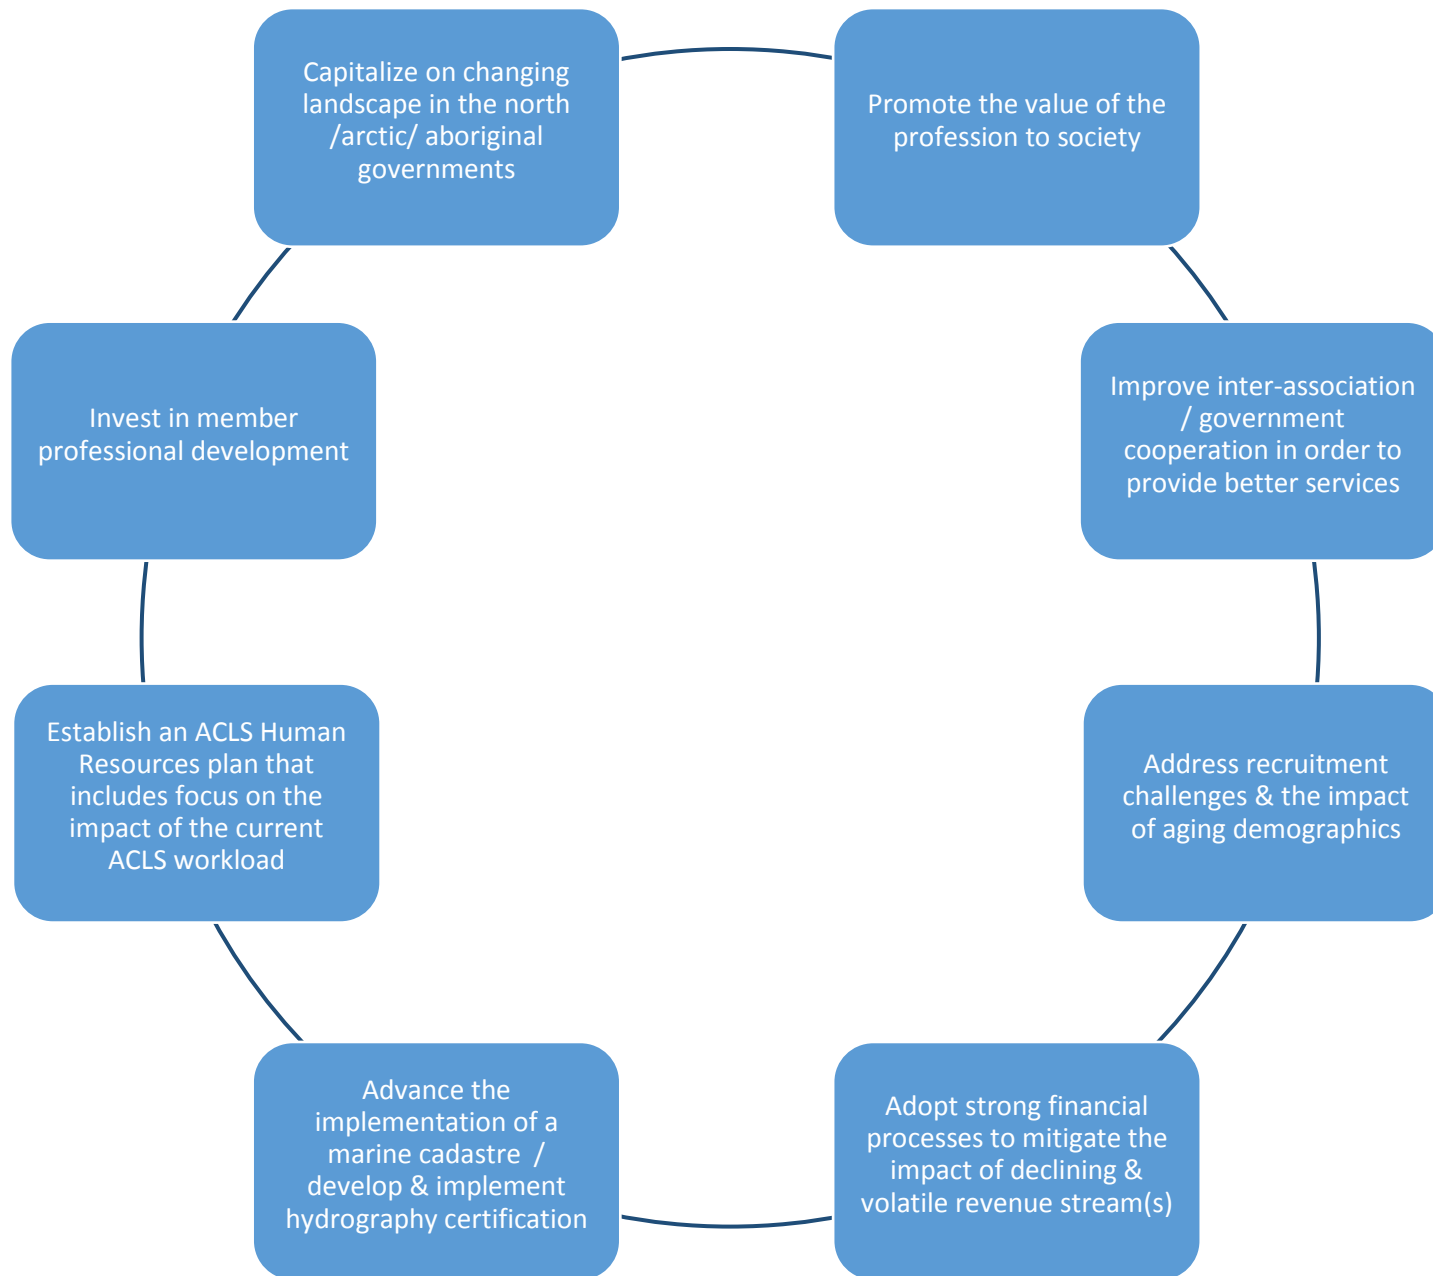 Capitalize on changing
landscape in the north
/arctic/ aboriginal
governments
Promote the value of the
profession to society
Improve inter-association
/ government
cooperation in order to
provide better services
Address recruitment
challenges & the impact
of aging demographics
Adopt strong financial
processes to mitigate the
impact of declining &
volatile revenue stream(s)
Advance the
implementation of a
marine cadastre  /
develop & implement
hydrography certification
Establish an ACLS Human
Resources plan that
includes focus on the
impact of the current
ACLS workload
Invest in member
professional development